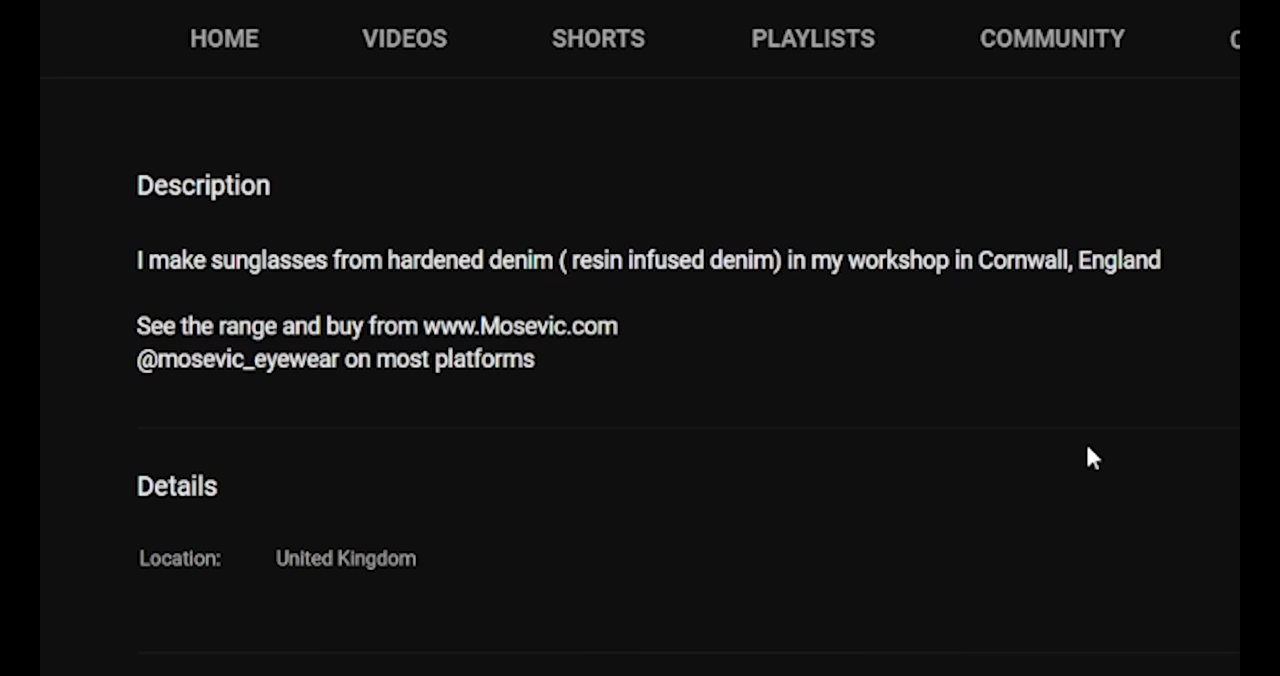 HOME VIDEOS SHORTS PLAYLISTS COMMUNITY
Description
I make sunglasses from hardened denim ( resin infused denim) in my workshop in Cornwall, England
See the range and buy from www.Mosevic.com
@mosevic_eyewear on most platforms
Details
Location: United Kingdom